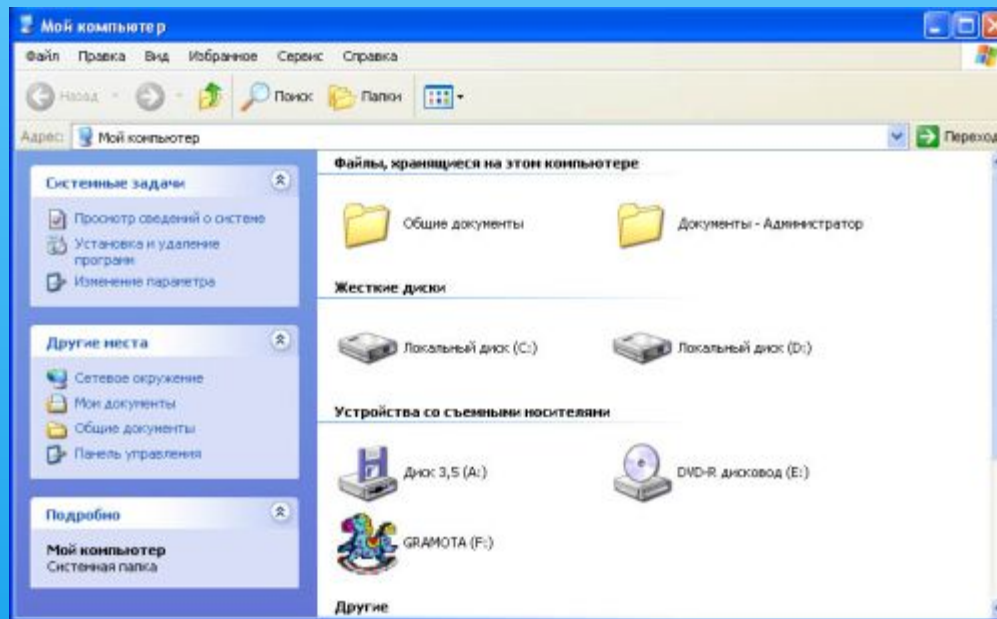 Мой компьютер
Файл Правка Вид Избранное Сервис Справка
Назад Поиск Папки
Адрес: Мой компьютер Переход
Системные задачи
Просмотр сведений о системе
Установка и удаление
программ
Изменение параметра
Другие места
Сетевое окружение
Мои документы
Общие документы
Панель управления
Подробно
Мой компьютер
Системная папка
Файлы, хранящиеся на этом компьютере
Общие документы Документы - Администратор
Жесткие диски
Локальный диск (C:) Локальный диск (D:)
Устройства со съемными носителями
Диск 3,5 (A:) DVD-R дисковод (E:)
GRAMOTA (F:)
Другие